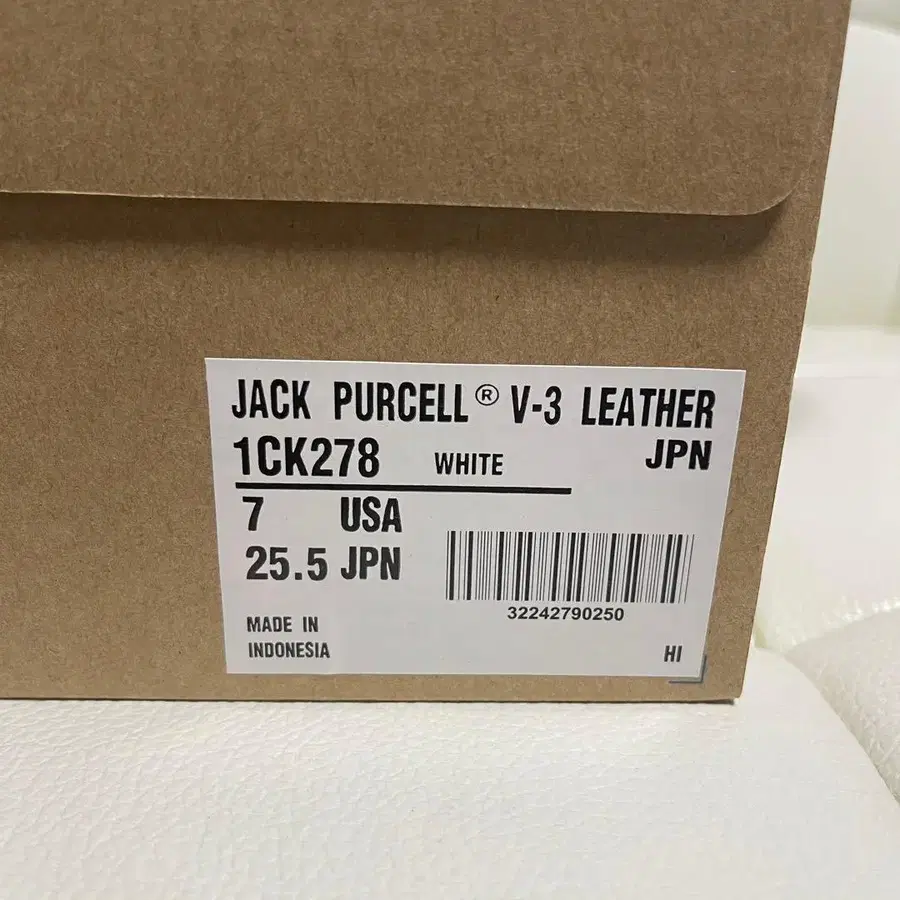 JACK PURCELL® V-3 LEATHER
1CK278 WHITE JPN
7 USA
25.5 JPN
32242790250
MADE IN
INDONESIA
HI